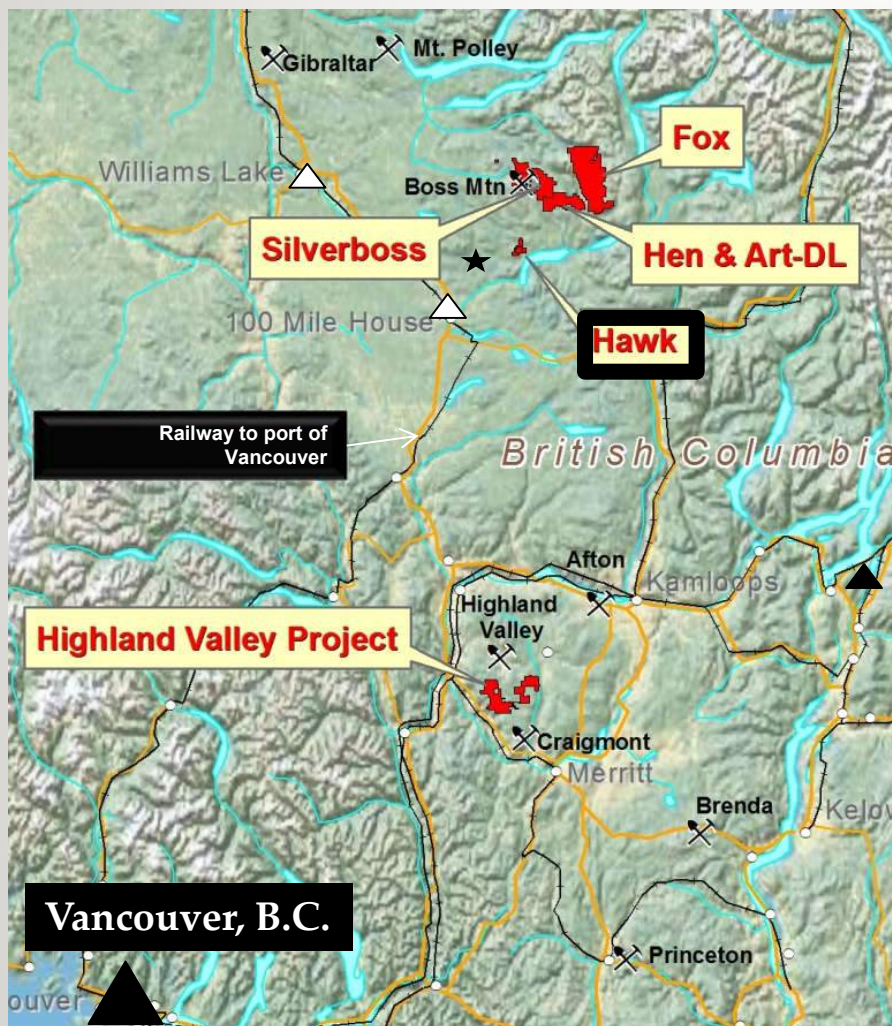 Mt. Polley
Gibraltar
Fox
Williams Lake
Boss Mtn
Silverboss
Hen & Art-DL
100 Mile House
Hawk
Railway to port of
Vancouver
British Columbia
Afton
Kamloops
Highland
Valley
Highland Valley Project
Craigmont
Merritt
Brenda
Kelow
Vancouver, B.C.
Princeton
ouver